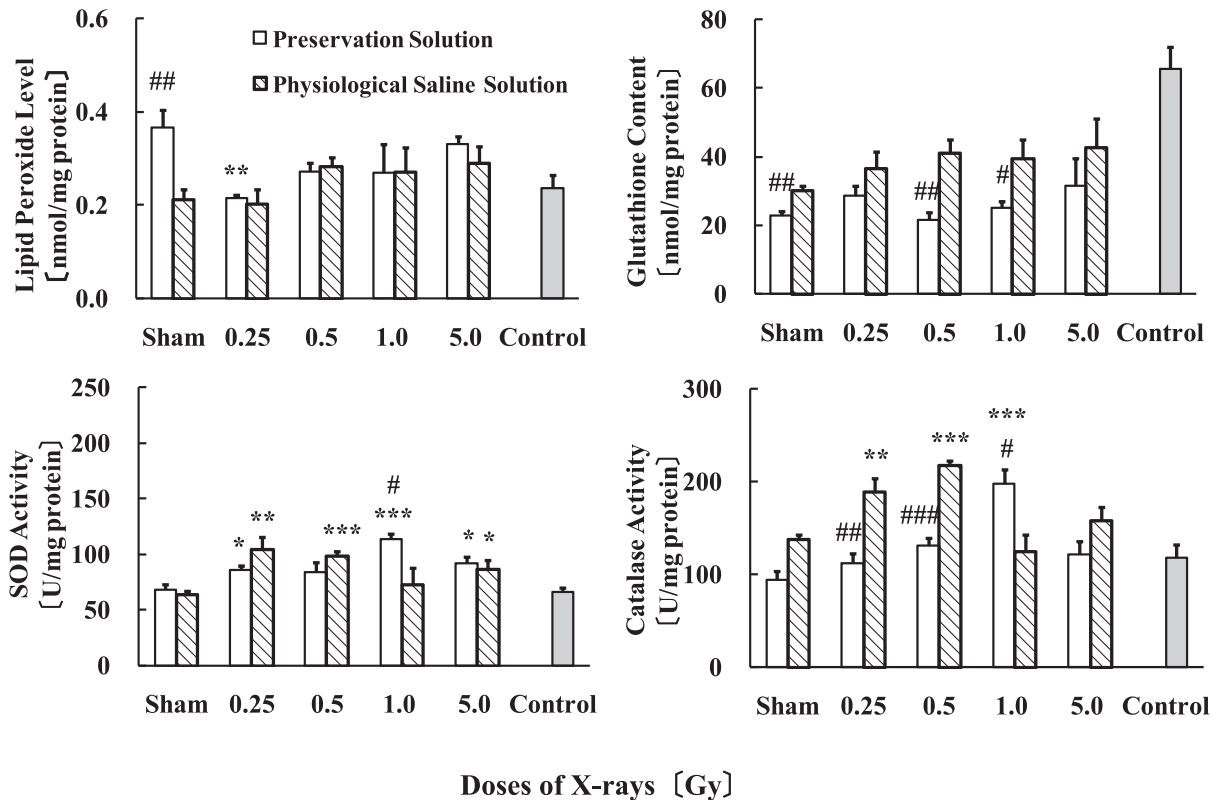 Lipid Peroxide Level
〔nmol/mg protein〕
0.6
0.4
0.2
0.0
Preservation Solution
Physiological Saline Solution
##
**
Sham 0.25 0.5 1.0 5.0 Control
Glutathione Content
〔nmol/mg protein〕
80
60
40
20
0
##
##
#
Sham 0.25 0.5 1.0 5.0 Control
SOD Activity
〔U/mg protein〕
250
200
150
100
50
0
*
**
***
#
***
* *
Sham 0.25 0.5 1.0 5.0 Control
Catalase Activity
〔U/mg protein〕
300
200
100
0
##
**
###
***
***
#
Sham 0.25 0.5 1.0 5.0 Control
Doses of X-rays 〔Gy〕